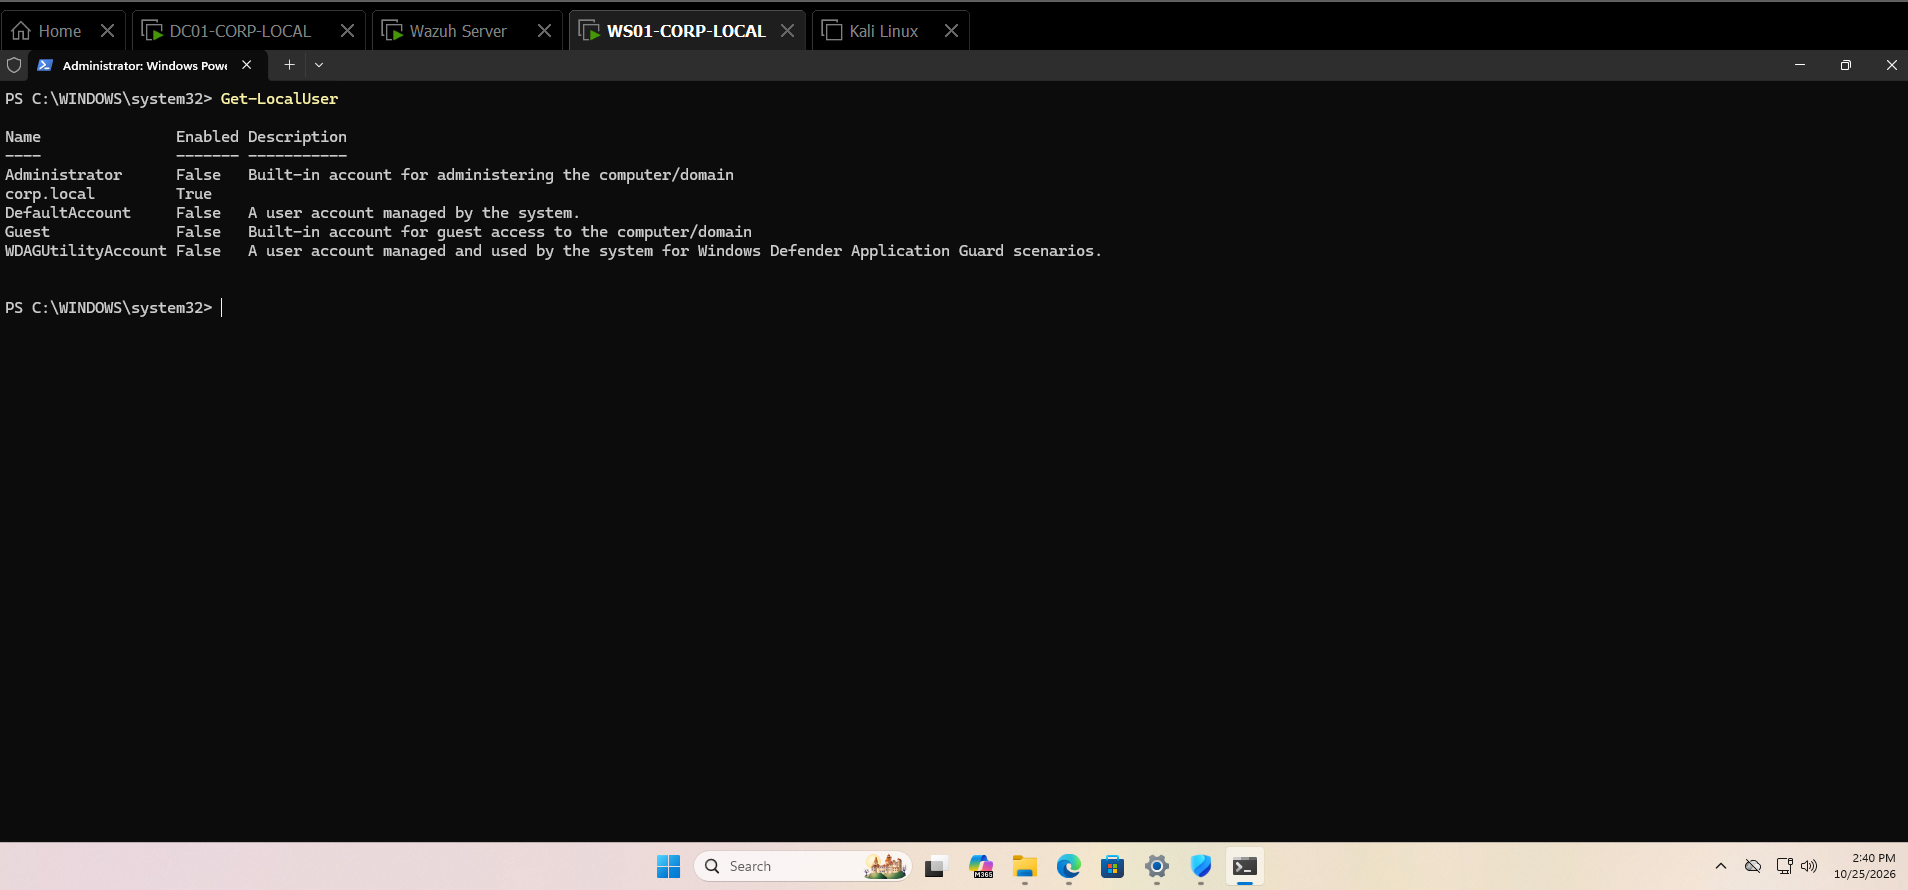 Home
DC01-CORP-LOCAL
Wazuh Server
WS01-CORP-LOCAL
Kali Linux
Administrator: Windows Powe
PS C:\WINDOWS\system32> Get-LocalUser
Name Enabled Description
---- ------- -----------
Administrator False Built-in account for administering the computer/domain
corp.local True
DefaultAccount False A user account managed by the system.
Guest False Built-in account for guest access to the computer/domain
WDAGUtilityAccount False A user account managed and used by the system for Windows Defender Application Guard scenarios.
PS C:\WINDOWS\system32>
Search
M365
2:40 PM
10/25/2026